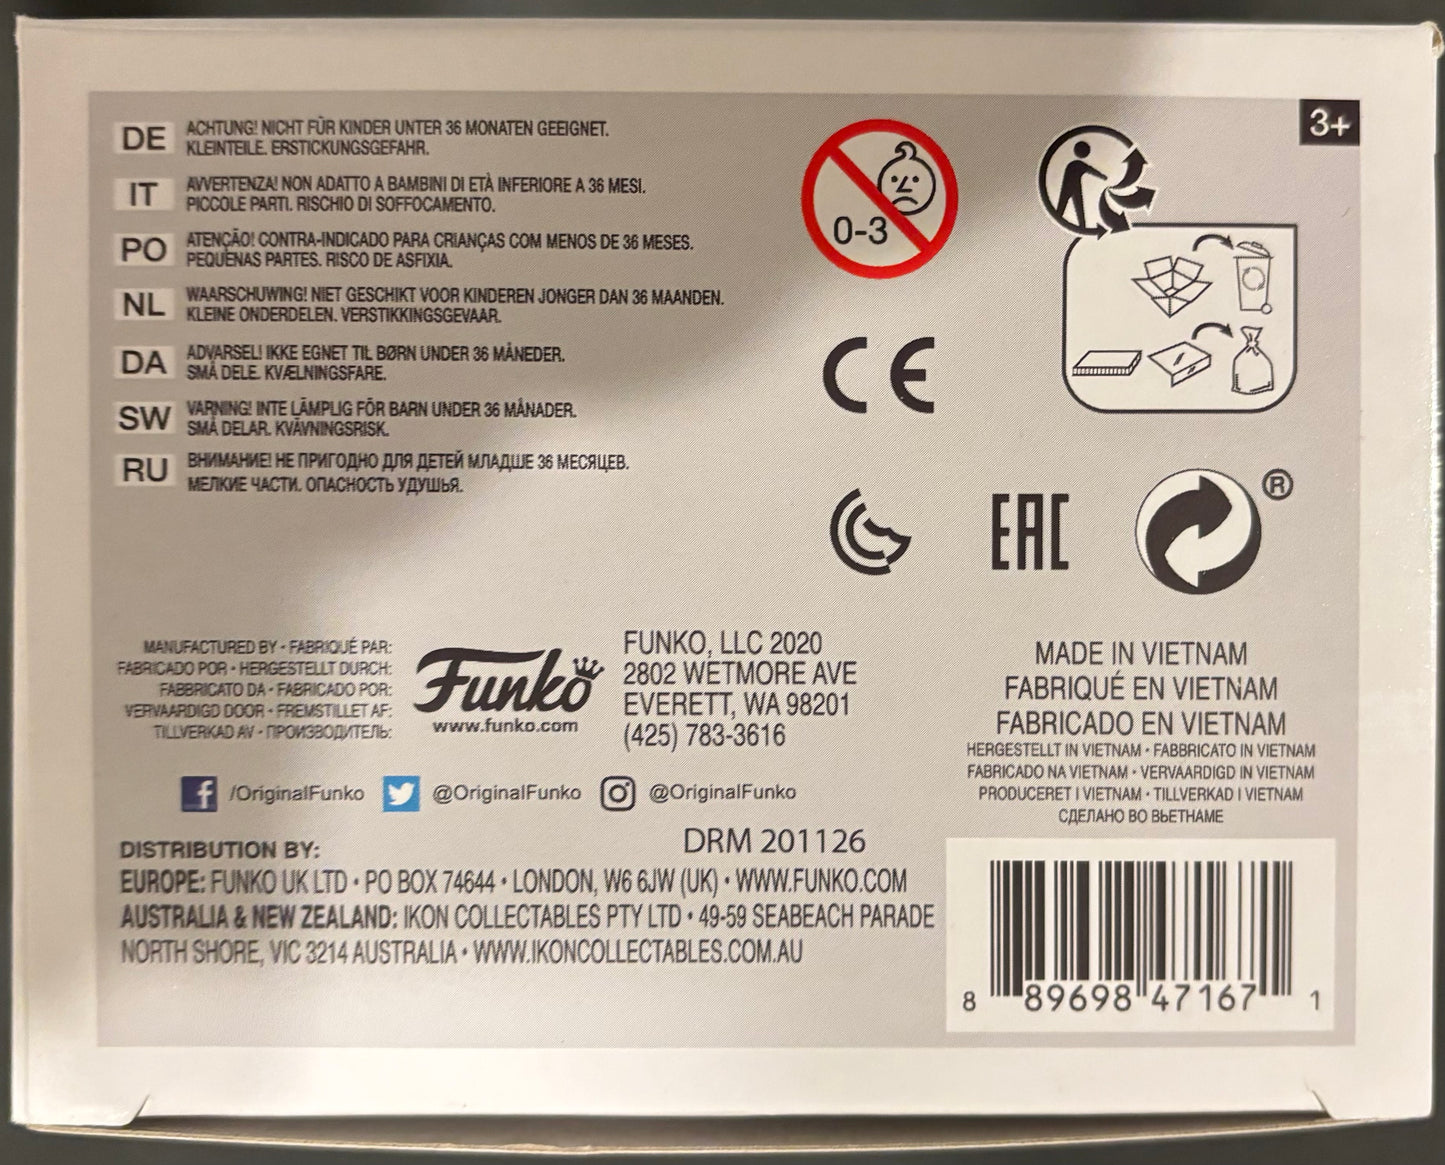 3+
DE ACHTUNG! NICHT FÜR KINDER UNTER 36 MONATEN GEEIGNET.
KLEINTEILE. ERSTICKUNGSGEFAHR.
IT AVVERTENZA! NON ADATTO A BAMBINI DI ETÀ INFERIORE A 36 MESI.
PICCOLE PARTI. RISCHIO DI SOFFOCAMENTO.
PO ATENÇÃO! CONTRA-INDICADO PARA CRIANÇAS COM MENOS DE 36 MESES.
PEQUENAS PARTES. RISCO DE ASFIXIA.
NL WAARSCHUWING! NIET GESCHIKT VOOR KINDEREN JONGER DAN 36 MAANDEN.
KLEINE ONDERDELEN. VERSTIKKINGSGEVAAR.
DA ADVARSEL! IKKE EGNET TIL BØRN UNDER 36 MÅNEDER.
SMÅ DELE. KVÆLNINGSFARE.
SW VARNING! INTE LÄMPLIG FÖR BARN UNDER 36 MÅNADER.
SMÅ DELAR. KVÄVNINGSRISK.
RU ВНИМАНИЕ! НЕ ПРИГОДНО ДЛЯ ДЕТЕЙ МЛАДШЕ 36 МЕСЯЦЕВ.
МЕЛКИЕ ЧАСТИ. ОПАСНОСТЬ УДУШЬЯ.
0-3
CE
EAC
®
MANUFACTURED BY • FABRIQUÉ PAR:
FABRICADO POR • HERGESTELLT DURCH:
FABBRICATO DA • FABRICADO POR:
VERVAARDIGD DOOR • FREMSTILLET AF:
TILLVERKAD AV • ПРОИЗВОДИТЕЛЬ:
Funko
www.funko.com
FUNKO, LLC 2020
2802 WETMORE AVE
EVERETT, WA 98201
(425) 783-3616
/OriginalFunko @OriginalFunko @OriginalFunko
DRM 201126
DISTRIBUTION BY:
EUROPE: FUNKO UK LTD • PO BOX 74644 • LONDON, W6 6JW (UK) • WWW.FUNKO.COM
AUSTRALIA & NEW ZEALAND: IKON COLLECTABLES PTY LTD • 49-59 SEABEACH PARADE
NORTH SHORE, VIC 3214 AUSTRALIA • WWW.IKONCOLLECTABLES.COM.AU
MADE IN VIETNAM
FABRIQUÉ EN VIETNAM
FABRICADO EN VIETNAM
HERGESTELLT IN VIETNAM • FABBRICATO IN VIETNAM
FABRICADO NA VIETNAM • VERVAARDIGD IN VIETNAM
PRODUCERET I VIETNAM • TILLVERKAD I VIETNAM
СДЕЛАНО ВО ВЬЕТНАМЕ
8 89698 47167 1